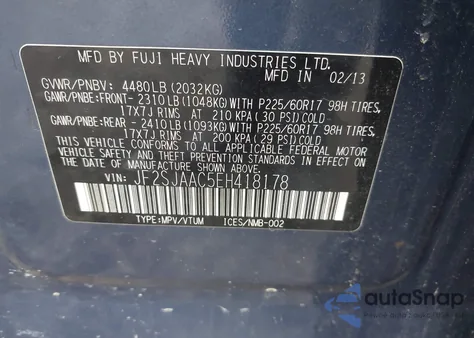 MFD BY FUJI HEAVY INDUSTRIES LTD.
IN 02/13
GVWR/PNBV: 4480LB (2032KG)
GAWR/PNBE: FRONT- 2310LB (1048KG) WITH P225/60R17 98H TIRES,
17X7J RIMS AT 210 KPA (30 PSI) COLD
GAWR/PNBE: REAR - 2410LB (1093KG) WITH P225/60R17 98H TIRES,
17X7J RIMS AT 200 KPA (29 PSI) COLD
THIS VEHICLE CONFORMS TO ALL APPLICABLE FEDERAL MOTOR
VEHICLE SAFETY AND THEFT PREVENTION STANDARDS IN
EFFECT ON THE DATE OF MANUFACTURE SHOWN ABOVE.
VIN: JF2SJAAC5EH418178
TYPE:MPV/VTUM ICES/NMB-002
autoSnap